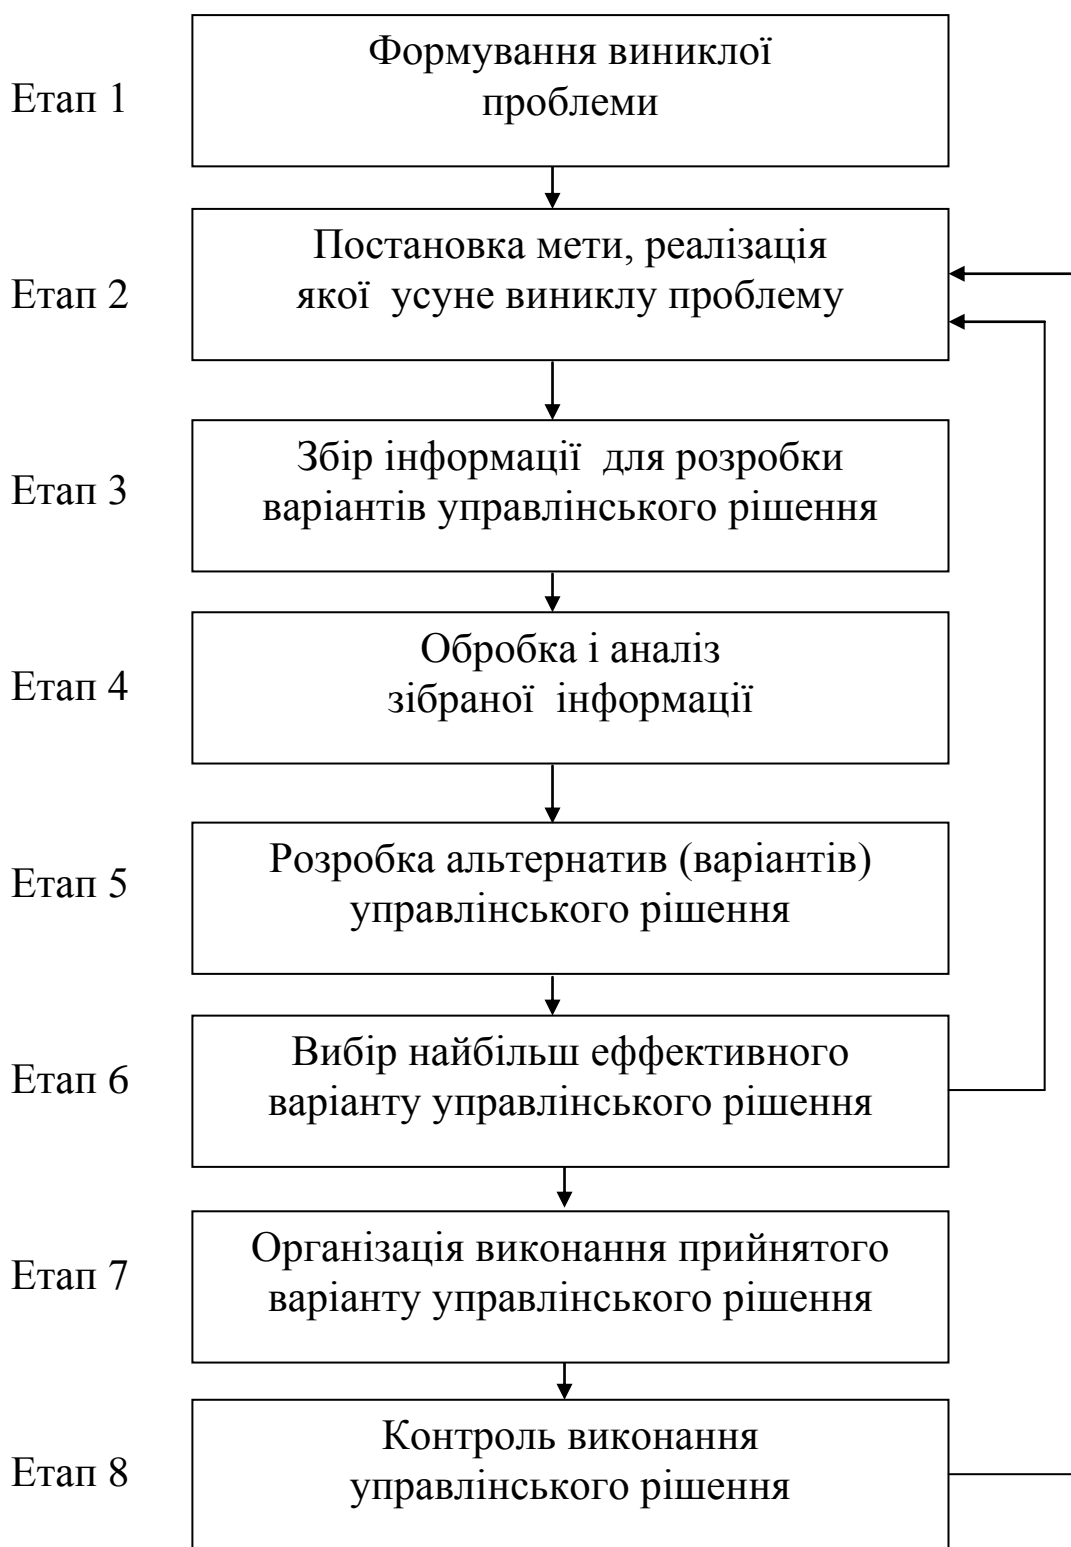 Формування виниклої
Етап 1
проблеми
Постановка мети, реалізація
Етап 2
якої усуне виниклу проблему
Збір інформації для розробки
Етап 3
варіантів управлінського рішення
Обробка і аналіз
Етап 4
зібраної інформації
Розробка альтернатив (варіантів)
Етап 5
управлінського рішення
Вибір найбільш еффективного
Етап 6
варіанту управлінського рішення
Організація виконання прийнятого
Етап 7
варіанту управлінського рішення
Контроль виконання
Етап 8
управлінського рішення